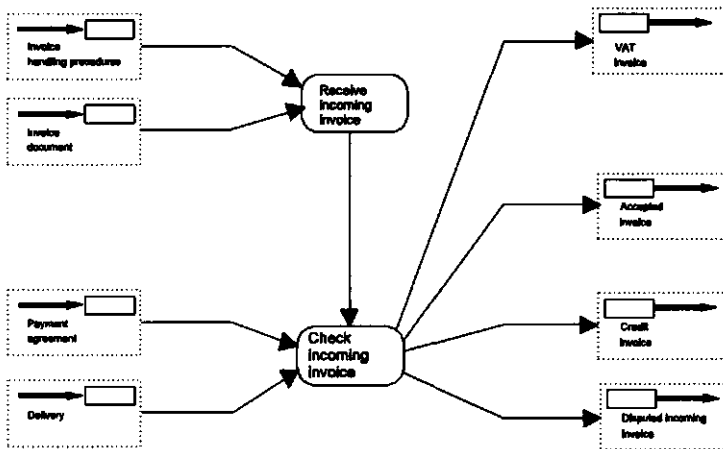 Invoice
handling procedures
Invoice
document
Receive
incoming
invoice
VAT
invoice
Accepted
invoice
Payment
agreement
Delivery
Check
incoming
invoice
Credit
invoice
Disputed incoming
invoice